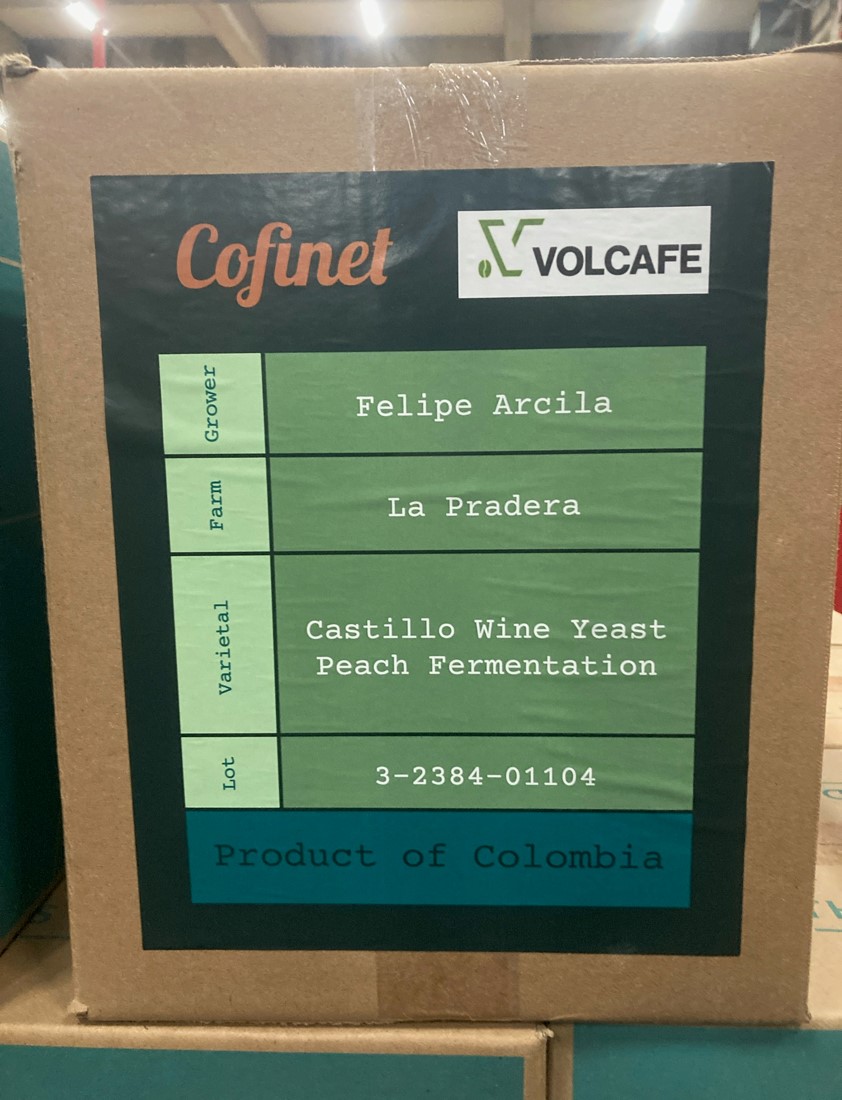 Cofinet
VOLCAFE
Grower
Felipe Arcila
Farm
La Pradera
Varietal
Castillo Wine Yeast
Peach Fermentation
Lot
3-2384-01104
Product of Colombia